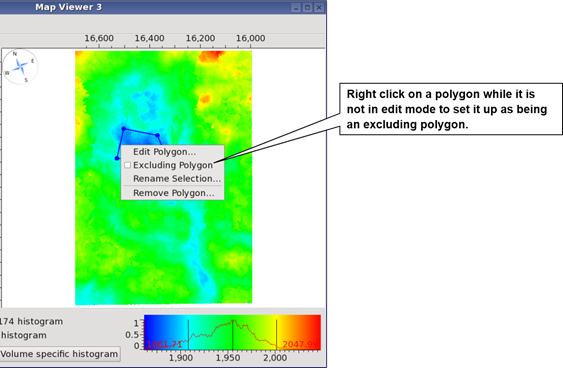 Map Viewer 3
16,600 16,400 16,200 16,000
N
W E
S
Right click on a polygon while it is
not in edit mode to set it up as being
an excluding polygon.
Edit Polygon...
Excluding Polygon
Rename Selection...
Remove Polygon...
174 histogram
histogram
Volume specific histogram
1
0.5
0
1,900 1,950 2,000